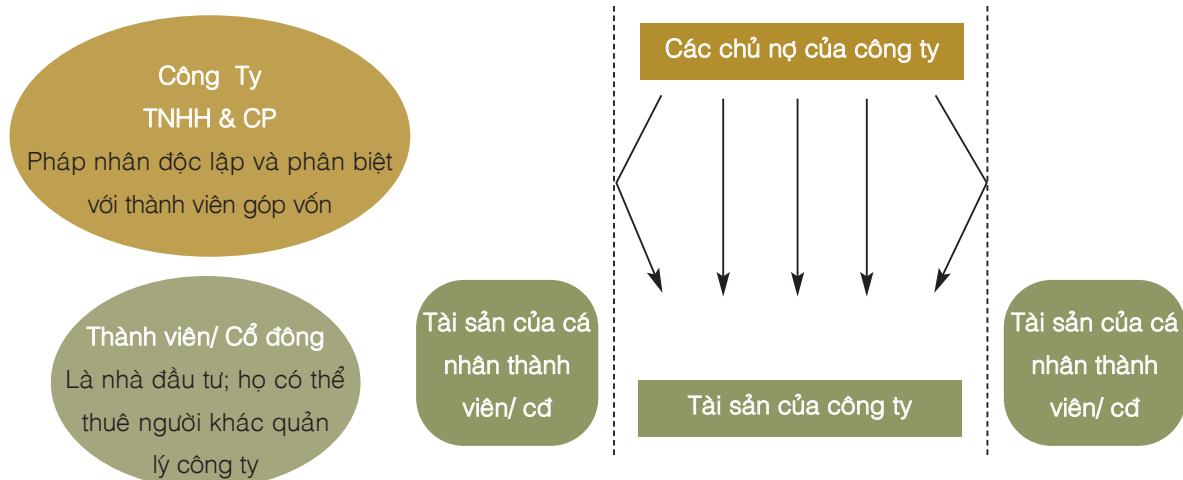 Công Ty
TNHH & CP
Pháp nhân độc lập và phân biệt
với thành viên góp vốn
Thành viên/ Cổ đông
Là nhà đầu tư; họ có thể
thuê người khác quản
lý công ty
Tài sản của cá
nhân thành
viên/ cđ
Các chủ nợ của công ty
Tài sản của công ty
Tài sản của cá
nhân thành
viên/ cđ